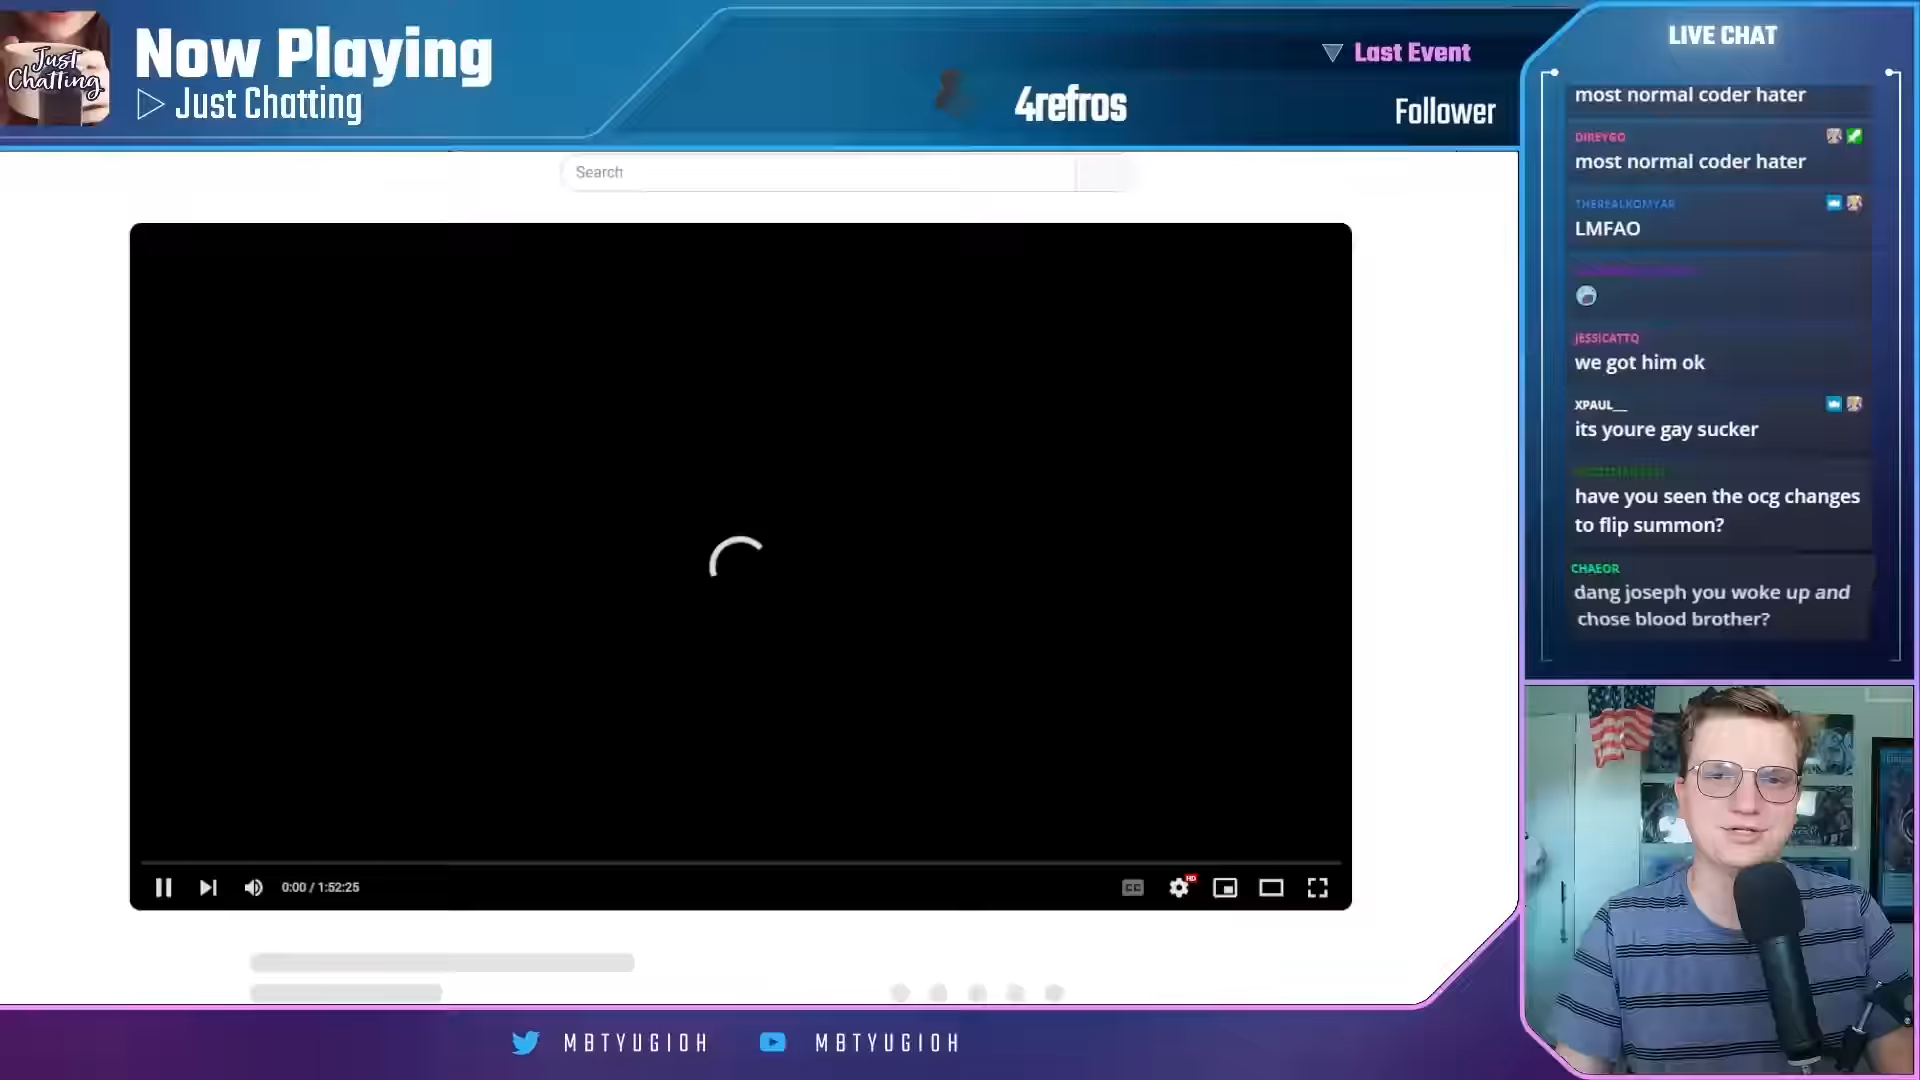 Just
Chatting
Now Playing
Just Chatting
4refros
Last Event
Follower
Search
0:00 / 1:52:25
CC
HD
MBTYUGIOH
MBTYUGIOH
LIVE CHAT
most normal coder hater
DIREYGO
most normal coder hater
THEREALKOMYAR
LMFAO
JESSICATTQ
we got him ok
XPAUL__
its youre gay sucker
have you seen the ocg changes
to flip summon?
CHAEOR
dang joseph you woke up and
chose blood brother?